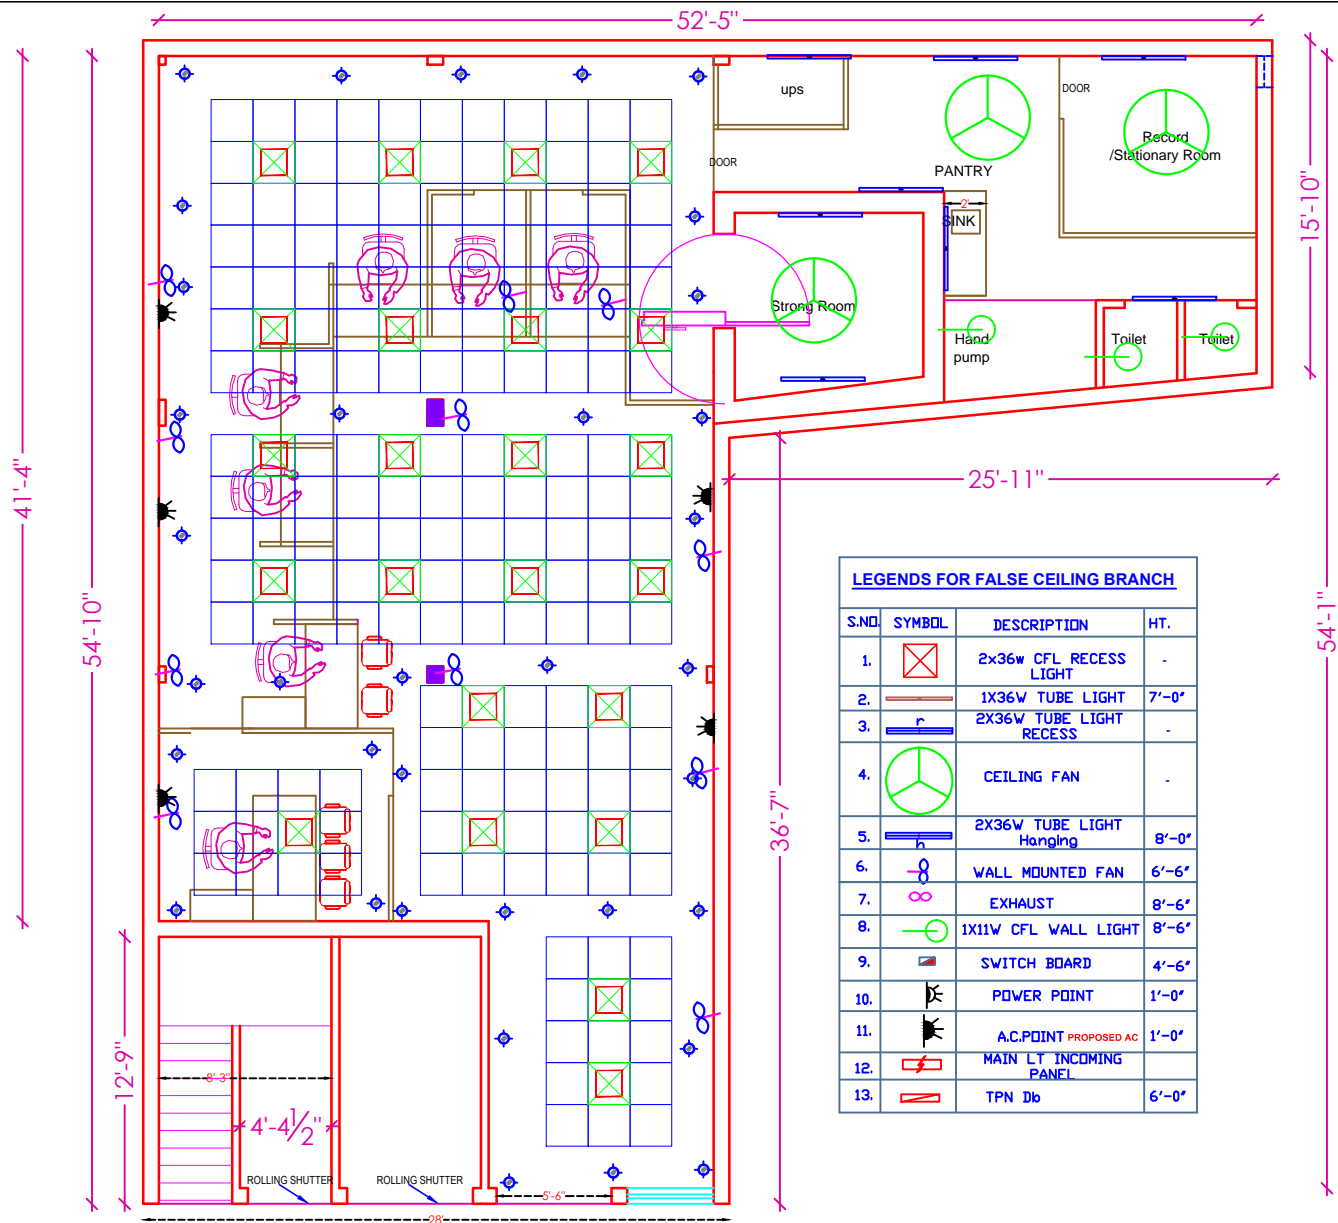 52'-5"
ups
DOOR
Record
/Stationary Room
DOOR
PANTRY
2'
SINK
15'-10"
Strong Room
Hand
pump
Toilet
Toilet
41'-4"
25'-11"
54'-10"
54'-1"
36'-7"
LEGENDS FOR FALSE CEILING BRANCH
S.NO. SYMBOL DESCRIPTION HT.
1. 2x36w CFL RECESS
LIGHT -
2. 1X36W TUBE LIGHT 7'-0"
3. r 2X36W TUBE LIGHT
RECESS -
4. CEILING FAN -
5. h 2X36W TUBE LIGHT
Hanging 8'-0"
6. WALL MOUNTED FAN 6'-6"
7. EXHAUST 8'-6"
8. 1X11W CFL WALL LIGHT 8'-6"
9. SWITCH BOARD 4'-6"
10. POWER POINT 1'-0"
11. A.C.POINT PROPOSED AC 1'-0"
12. MAIN LT INCOMING
PANEL
13. TPN Db 6'-0"
12'-9"
8'-3"
4'-4½"
ROLLING SHUTTER
ROLLING SHUTTER
5'-6"
28'